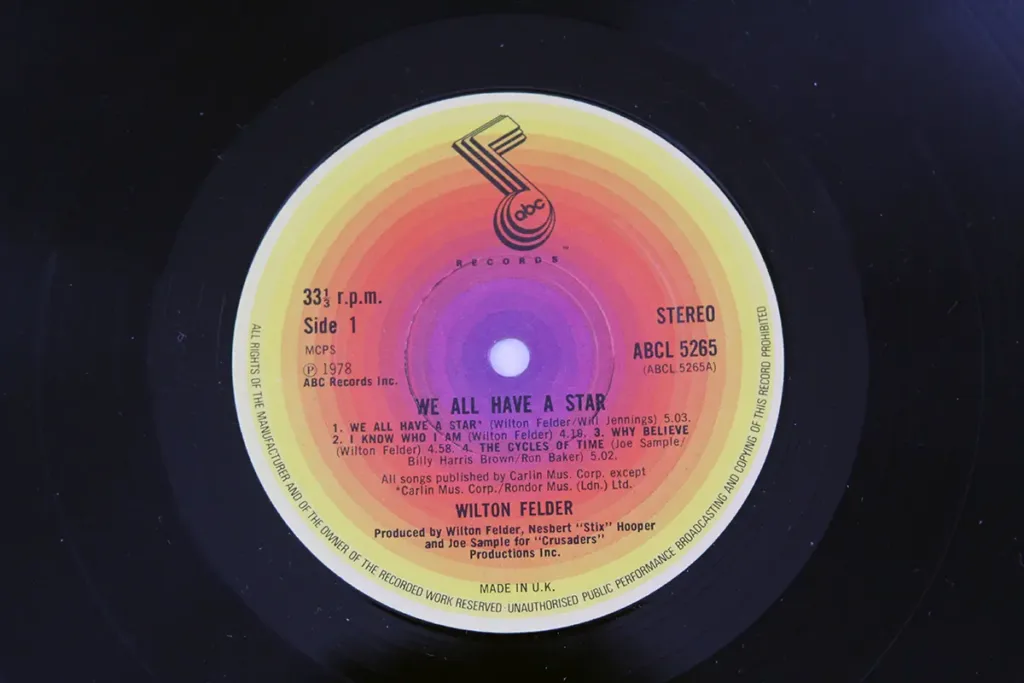 abc
RECORDS
33⅓ r.p.m.
Side 1
MCPS
Ⓟ 1978
ABC Records Inc.
STEREO
ABCL 5265
(ABCL 5265A)
WE ALL HAVE A STAR
1. WE ALL HAVE A STAR* (Wilton Felder/Will Jennings) 5.03.
2. I KNOW WHO I AM (Wilton Felder) 4.18. 3. WHY BELIEVE
(Wilton Felder) 4.58. 4. THE CYCLES OF TIME (Joe Sample/
Billy Harris Brown/Ron Baker) 5.02.
All songs published by Carlin Mus. Corp. except
*Carlin Mus. Corp./Rondor Mus. (Ldn.) Ltd.
WILTON FELDER
Produced by Wilton Felder, Nesbert "Stix" Hooper
and Joe Sample for "Crusaders"
Productions Inc.
MADE IN U.K.
ALL RIGHTS OF THE MANUFACTURER AND OF THE OWNER OF THE RECORDED WORK RESERVED · UNAUTHORISED PUBLIC PERFORMANCE BROADCASTING AND COPYING OF THIS RECORD PROHIBITED